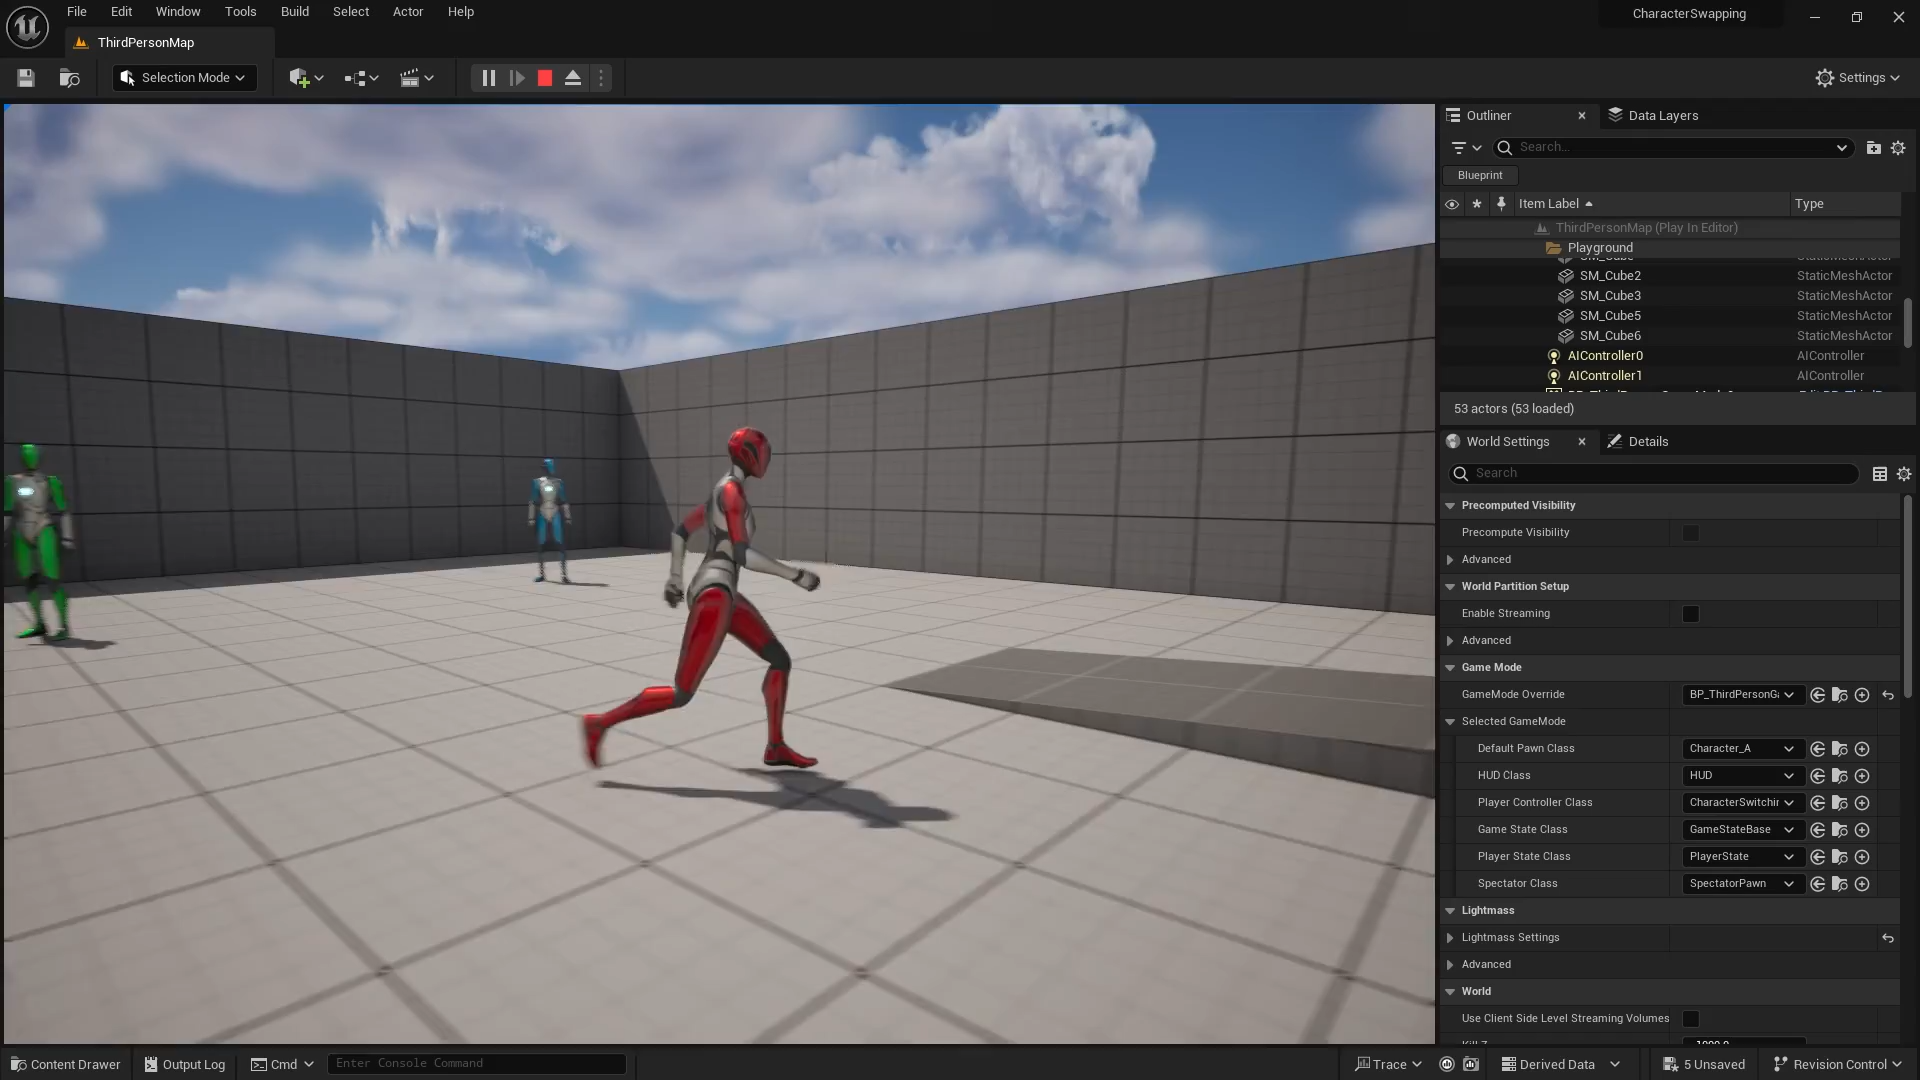 File Edit Window Tools Build Select Actor Help
CharacterSwapping
ThirdPersonMap
Selection Mode
Settings
Outliner
Data Layers
Search...
Blueprint
Item Label
Type
ThirdPersonMap (Play In Editor)
Playground
SM_Cube2 StaticMeshActor
SM_Cube3 StaticMeshActor
SM_Cube5 StaticMeshActor
SM_Cube6 StaticMeshActor
AIController0 AIController
AIController1 AIController
53 actors (53 loaded)
World Settings
Details
Search
Precomputed Visibility
Precompute Visibility
Advanced
World Partition Setup
Enable Streaming
Advanced
Game Mode
GameMode Override BP_ThirdPersonGa
Selected GameMode
Default Pawn Class Character_A
HUD Class HUD
Player Controller Class CharacterSwitchin
Game State Class GameStateBase
Player State Class PlayerState
Spectator Class SpectatorPawn
Lightmass
Lightmass Settings
Advanced
World
Use Client Side Level Streaming Volumes
Content Drawer
Output Log
Cmd
Enter Console Command
Trace
Derived Data
5 Unsaved
Revision Control